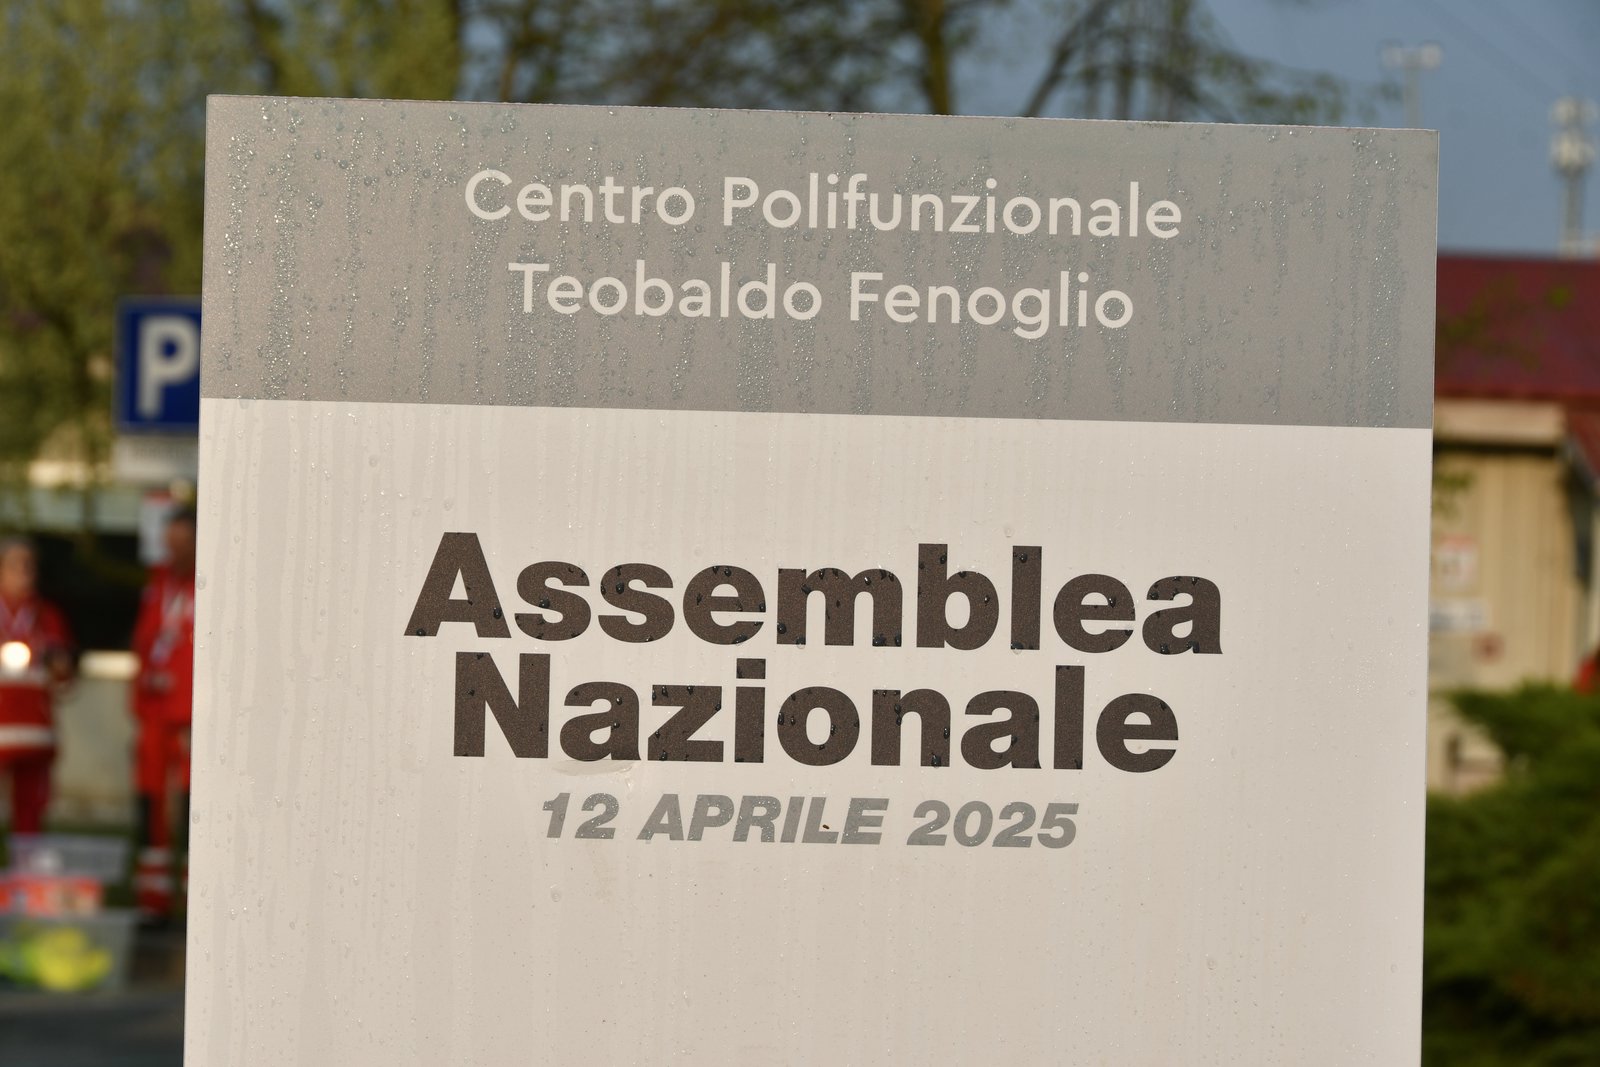 Centro Polifunzionale
Teobaldo Fenoglio
P
Assemblea
Nazionale
12 APRILE 2025